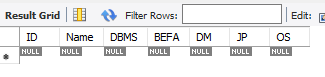 Result Grid Filter Rows: Edit:
ID Name DBMS BEFA DM JP OS
* NULL NULL NULL NULL NULL NULL NULL